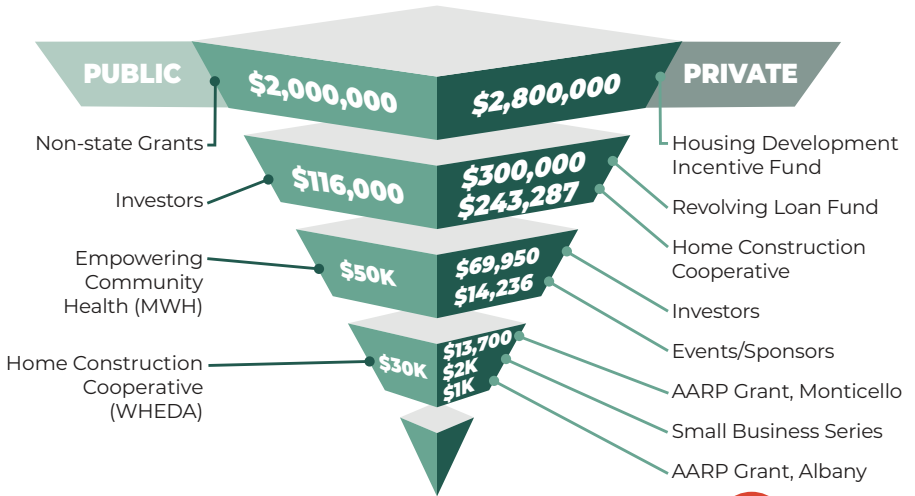 PUBLIC
PRIVATE
$2,000,000
$2,800,000
Non-state Grants
Housing Development
Incentive Fund
$116,000
$300,000
$243,287
Investors
Revolving Loan Fund
Home Construction
Cooperative
Empowering
Community
Health (MWH)
$50K
$69,950
$14,236
Investors
Events/Sponsors
Home Construction
Cooperative
(WHEDA)
$30K
$13,700
$2K
$1K
AARP Grant, Monticello
Small Business Series
AARP Grant, Albany